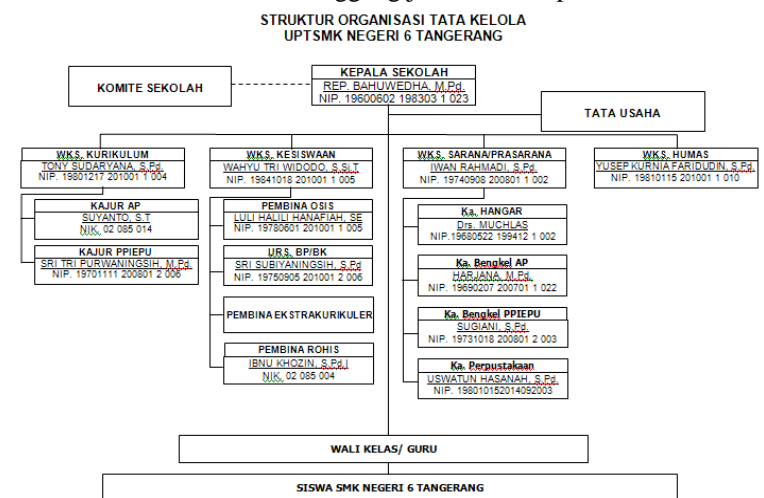 STRUKTUR ORGANISASI TATA KELOLA
UPTSMK NEGERI 6 TANGERANG
KEPALA SEKOLAH
REP. BAHUWEDHA, M.Pd.
NIP. 19600602 198303 1 023
KOMITE SEKOLAH
TATA USAHA
WKS. KURIKULUM
TONY SUDARYANA, S.Pd.
NIP. 19801217 201001 1 004
WKS. KESISWAAN
WAHYU TRI WIDODO, S.Si.T
NIP. 19841018 201001 1 005
WKS. SARANA/PRASARANA
IWAN RAHMADI, S.Pd.
NIP. 19740908 200801 1 002
WKS. HUMAS
YUSEP KURNIA FARIDUDIN, S.Pd.
NIP. 19810115 201001 1 010
KAJUR AP
SUYANTO, S.T
NIK. 02 085 014
KAJUR PPIEPU
SRI TRI PURWANINGSIH, M.Pd.
NIP. 19701111 200801 2 006
PEMBINA OSIS
LULI HALILI HANAFIAH, SE
NIP. 19780601 201001 1 005
URS. BP/BK
SRI SUBIYANINGSIH, S.Pd
NIP. 19750905 201001 2 006
PEMBINA EKSTRAKURIKULER
PEMBINA ROHIS
IBNU KHOZIN, S.Pd.I
NIK. 02 085 004
Ka. HANGAR
Drs. MUCHLAS
NIP.19680522 199412 1 002
Ka. Bengkel AP
HARJANA, M.Pd.
NIP. 19690207 200701 1 022
Ka. Bengkel PPIEPU
SUGIANI, S.Pd.
NIP. 19731018 200801 2 003
Ka. Perpustakaan
USWATUN HASANAH, S.Pd.
NIP. 198010152014092003
WALI KELAS/ GURU
SISWA SMK NEGERI 6 TANGERANG